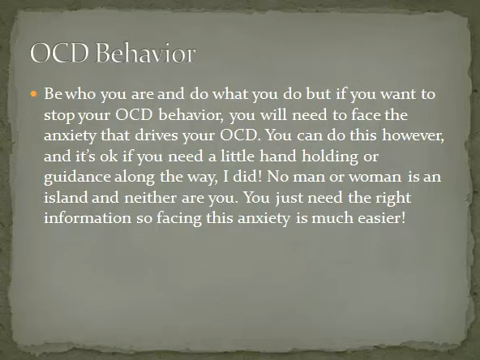 OCD Behavior
• Be who you are and do what you do but if you want to
stop your OCD behavior, you will need to face the
anxiety that drives your OCD. You can do this however,
and it's ok if you need a little hand holding or
guidance along the way, I did! No man or woman is an
island and neither are you. You just need the right
information so facing this anxiety is much easier!